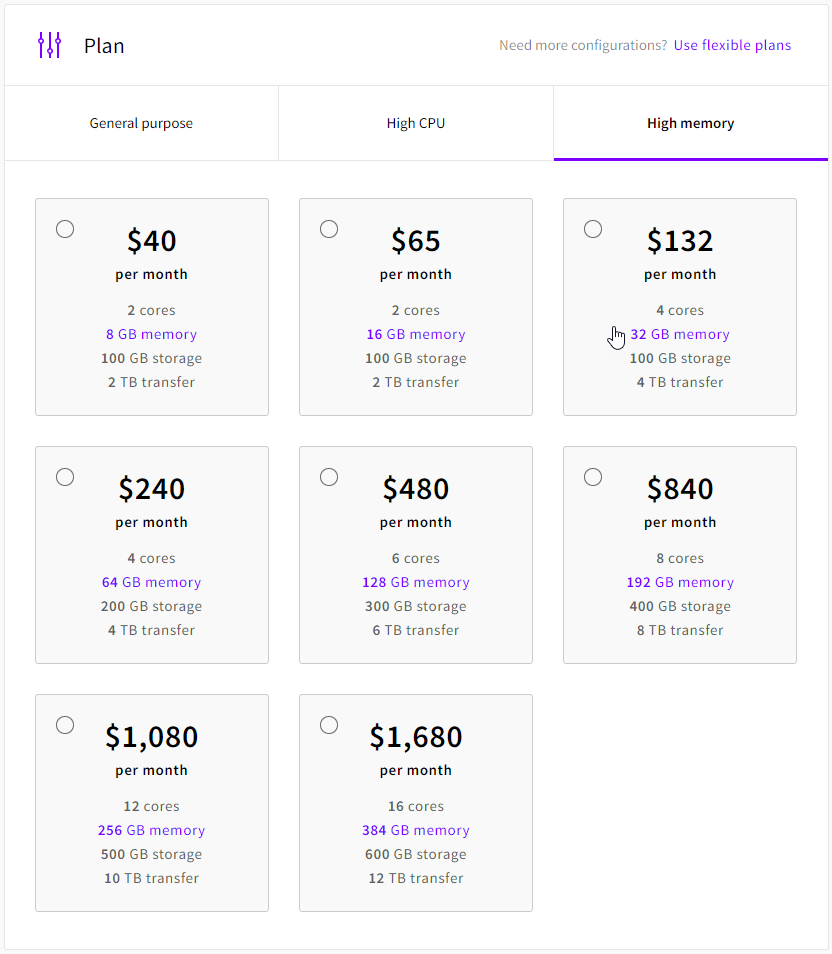 Plan
Need more configurations? Use flexible plans
General purpose
High CPU
High memory
$40
per month
2 cores
8 GB memory
100 GB storage
2 TB transfer
$65
per month
2 cores
16 GB memory
100 GB storage
2 TB transfer
$132
per month
4 cores
32 GB memory
100 GB storage
4 TB transfer
$240
per month
4 cores
64 GB memory
200 GB storage
4 TB transfer
$480
per month
6 cores
128 GB memory
300 GB storage
6 TB transfer
$840
per month
8 cores
192 GB memory
400 GB storage
8 TB transfer
$1,080
per month
12 cores
256 GB memory
500 GB storage
10 TB transfer
$1,680
per month
16 cores
384 GB memory
600 GB storage
12 TB transfer